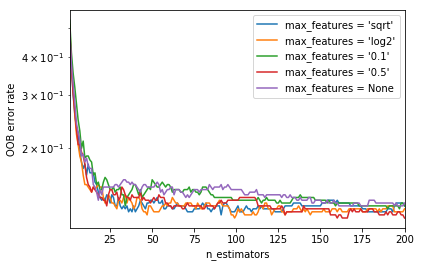 max_features = 'sqrt'
max_features = 'log2'
max_features = '0.1'
max_features = '0.5'
max_features = None
4 × 10⁻¹
3 × 10⁻¹
2 × 10⁻¹
OOB error rate
25 50 75 100 125 150 175 200
n_estimators